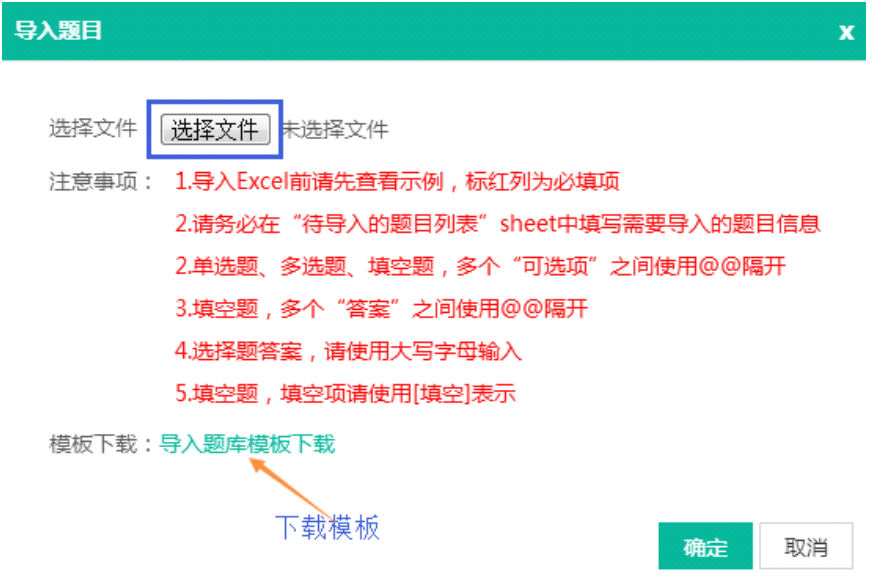 导入题目 x
选择文件 选择文件 未选择文件
注意事项： 1.导入Excel前请先查看示例，标红列为必填项
2.请务必在“待导入的题目列表”sheet中填写需要导入的题目信息
2.单选题、多选题、填空题，多个“可选项”之间使用@@隔开
3.填空题，多个“答案”之间使用@@隔开
4.选择题答案，请使用大写字母输入
5.填空题，填空项请使用[填空]表示
模板下载：导入题库模板下载
下载模板
确定 取消